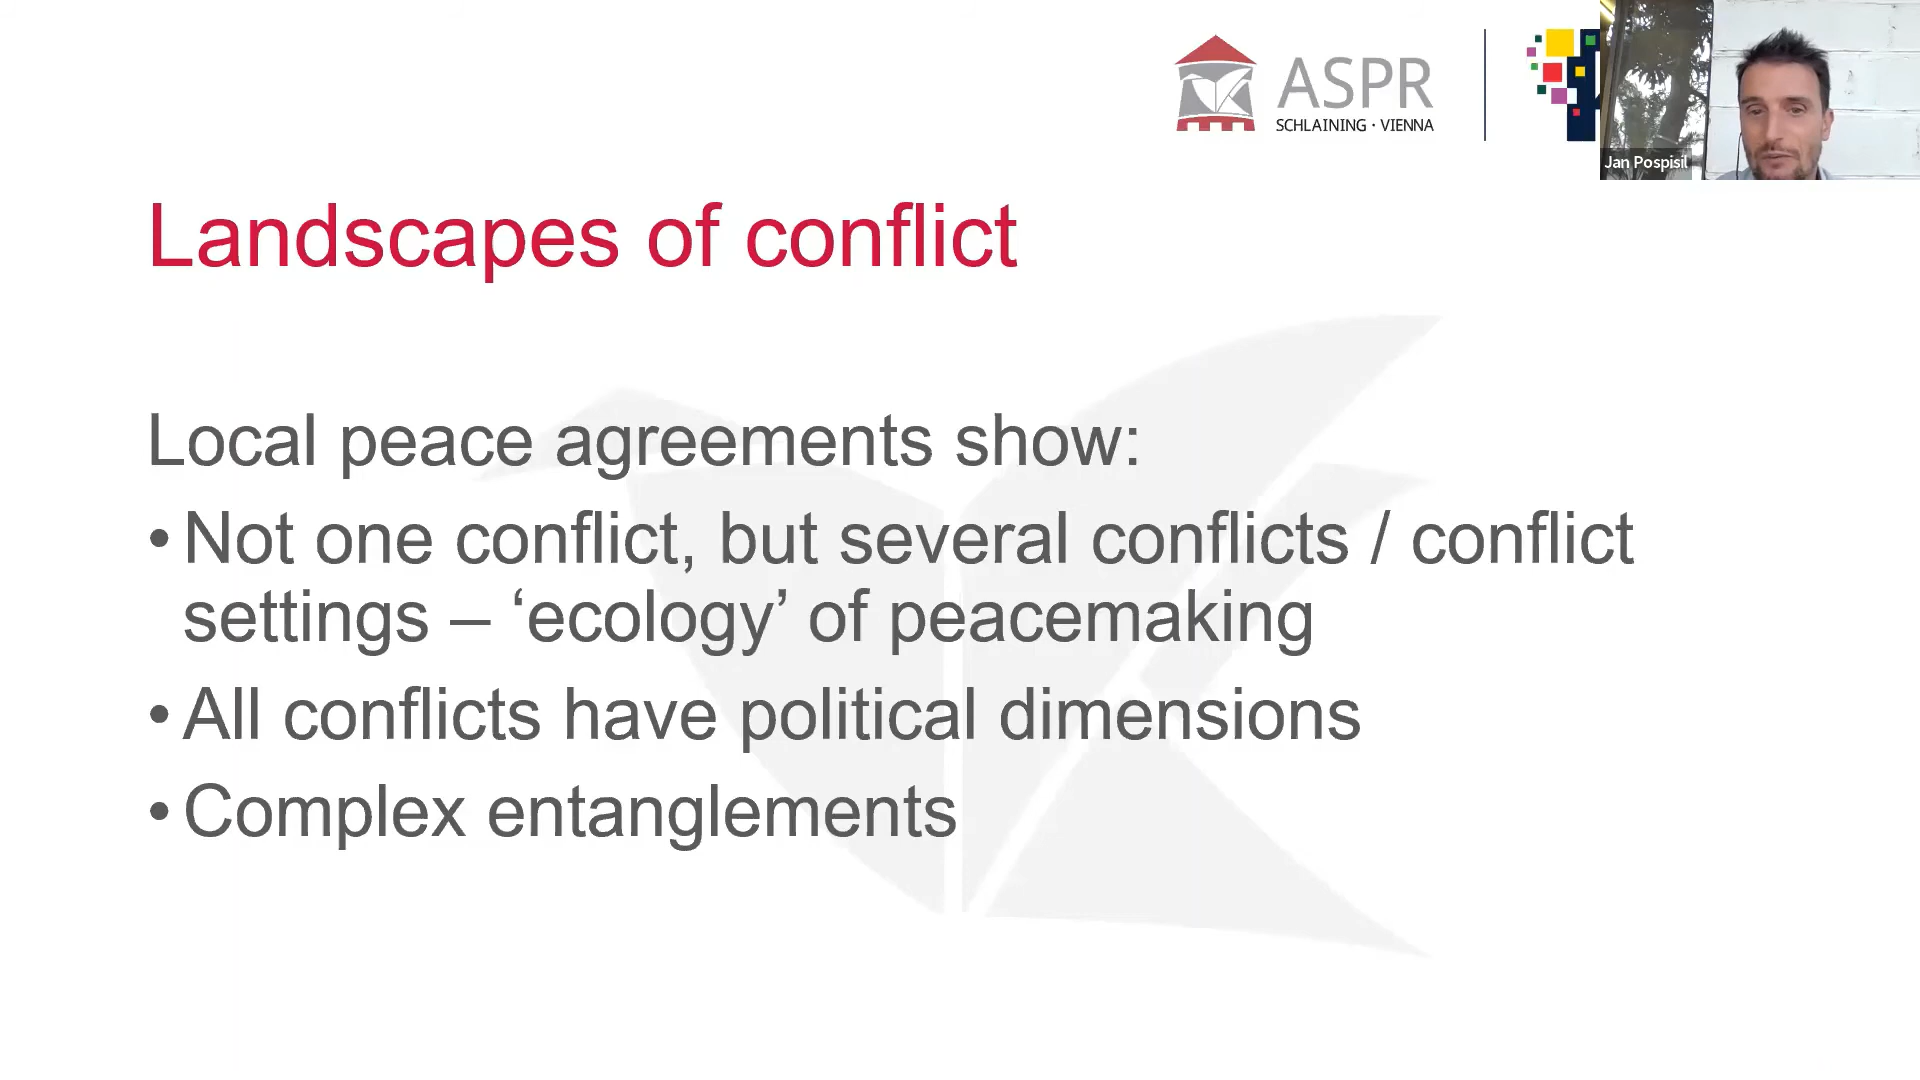 ASPR
SCHLAINING · VIENNA
Jan Pospisil
Landscapes of conflict
Local peace agreements show:
• Not one conflict, but several conflicts / conflict
settings – ‘ecology’ of peacemaking
• All conflicts have political dimensions
• Complex entanglements